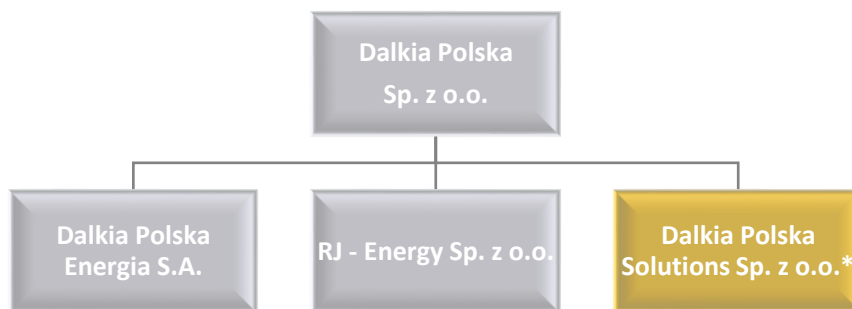 Dalkia Polska
Sp. z o.o.
Dalkia Polska
Energia S.A.
RJ - Energy Sp. z o.o.
Dalkia Polska
Solutions Sp. z o.o.*